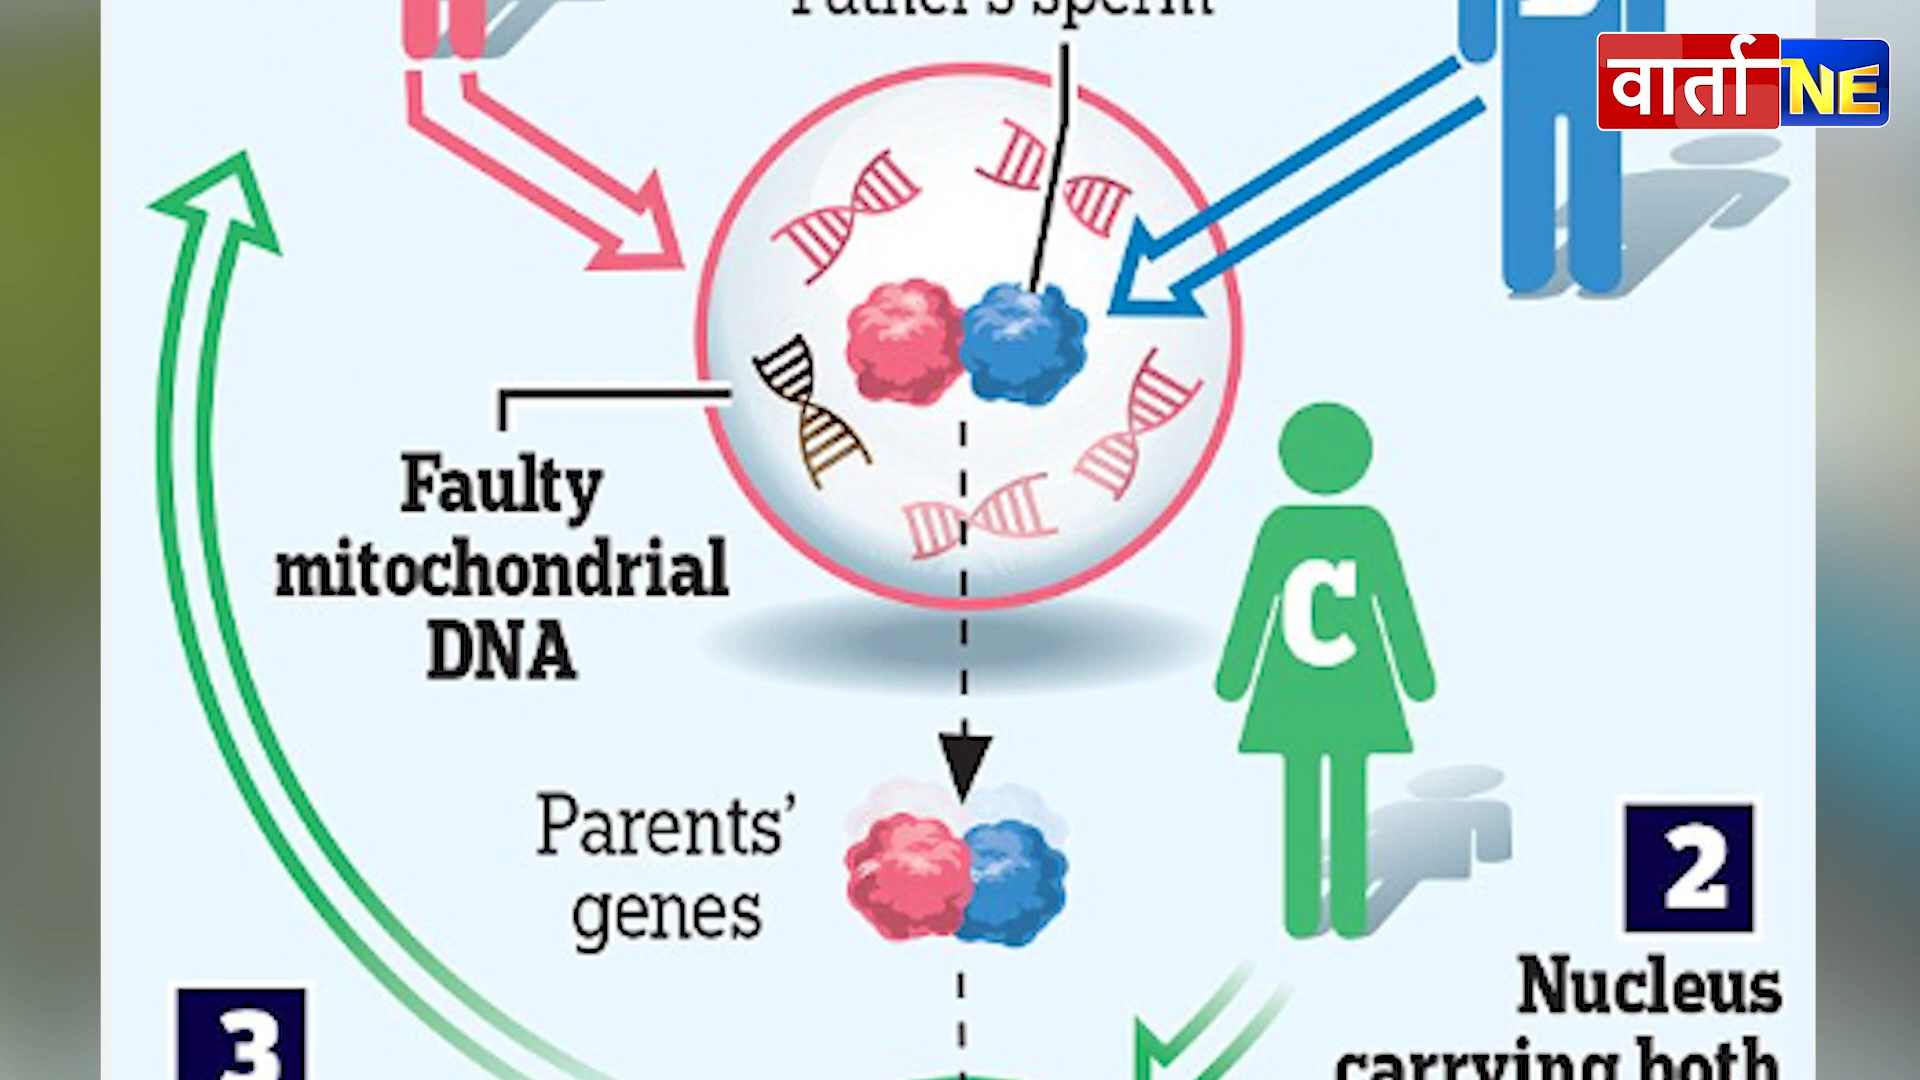 Father's sperm
वार्ता NE
Faulty
mitochondrial
DNA
C
Parents'
genes
2
Nucleus
carrying both
3